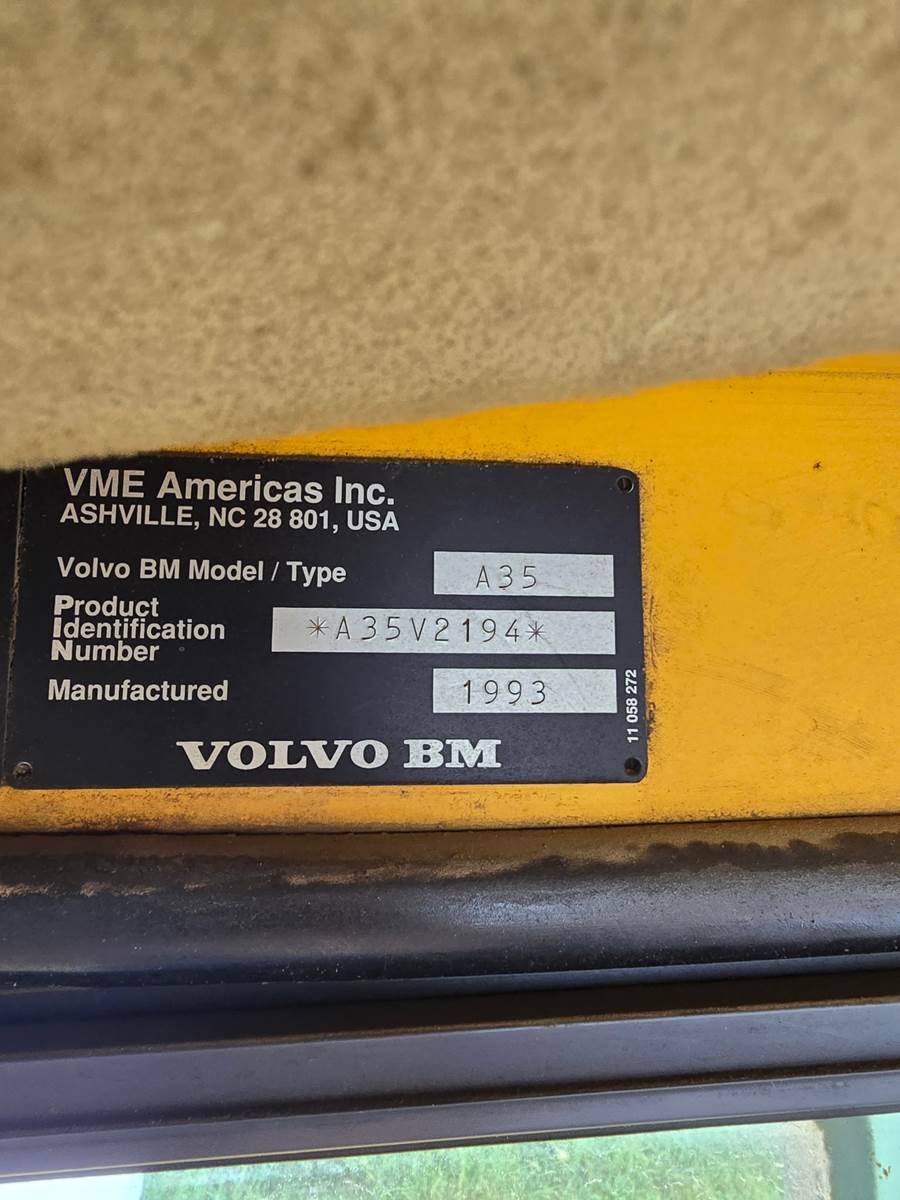 VME Americas Inc.
ASHVILLE, NC 28 801, USA
Volvo BM Model / Type A35
Product
Identification
Number *A35V2194*
Manufactured 1993
11 058 272
VOLVO BM